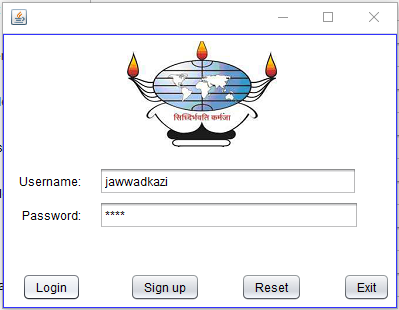 सिध्दिर्भवति कर्मजा
Username: jawwadkazi
Password: ****
Login Sign up Reset Exit